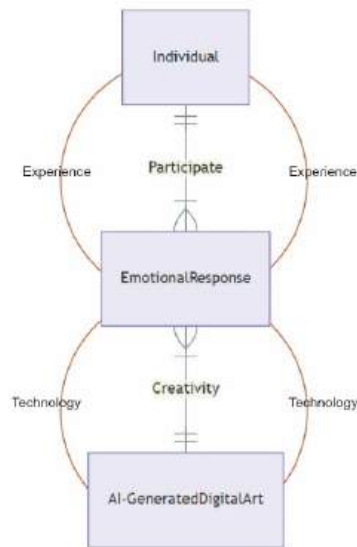 Individual
Experience
Participate
Experience
EmotionalResponse
Technology
Creativity
Technology
AI-GeneratedDigitalArt